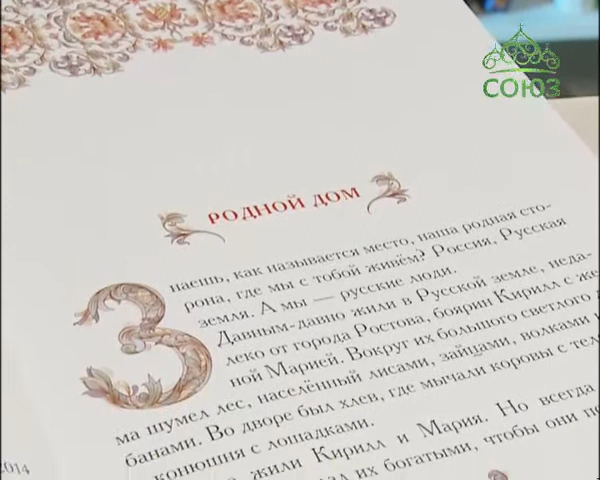 СОЮЗ
РОДНОЙ ДОМ
Знаешь, как называется место, наша родная сто-
рона, где мы с тобой живём? Россия, Русская
земля. А мы — русские люди.
Давным-давно жили в Русской земле, неда-
леко от города Ростова, боярин Кирилл с же
ной Марией. Вокруг их большого светлого
ма шумел лес, населённый лисами, зайцами, волками
банами. Во дворе был хлев, где мычали коровы с тел
конюшня с лошадками.
жили Кирилл и Мария. Но всегда
их богатыми, чтобы они по
2014